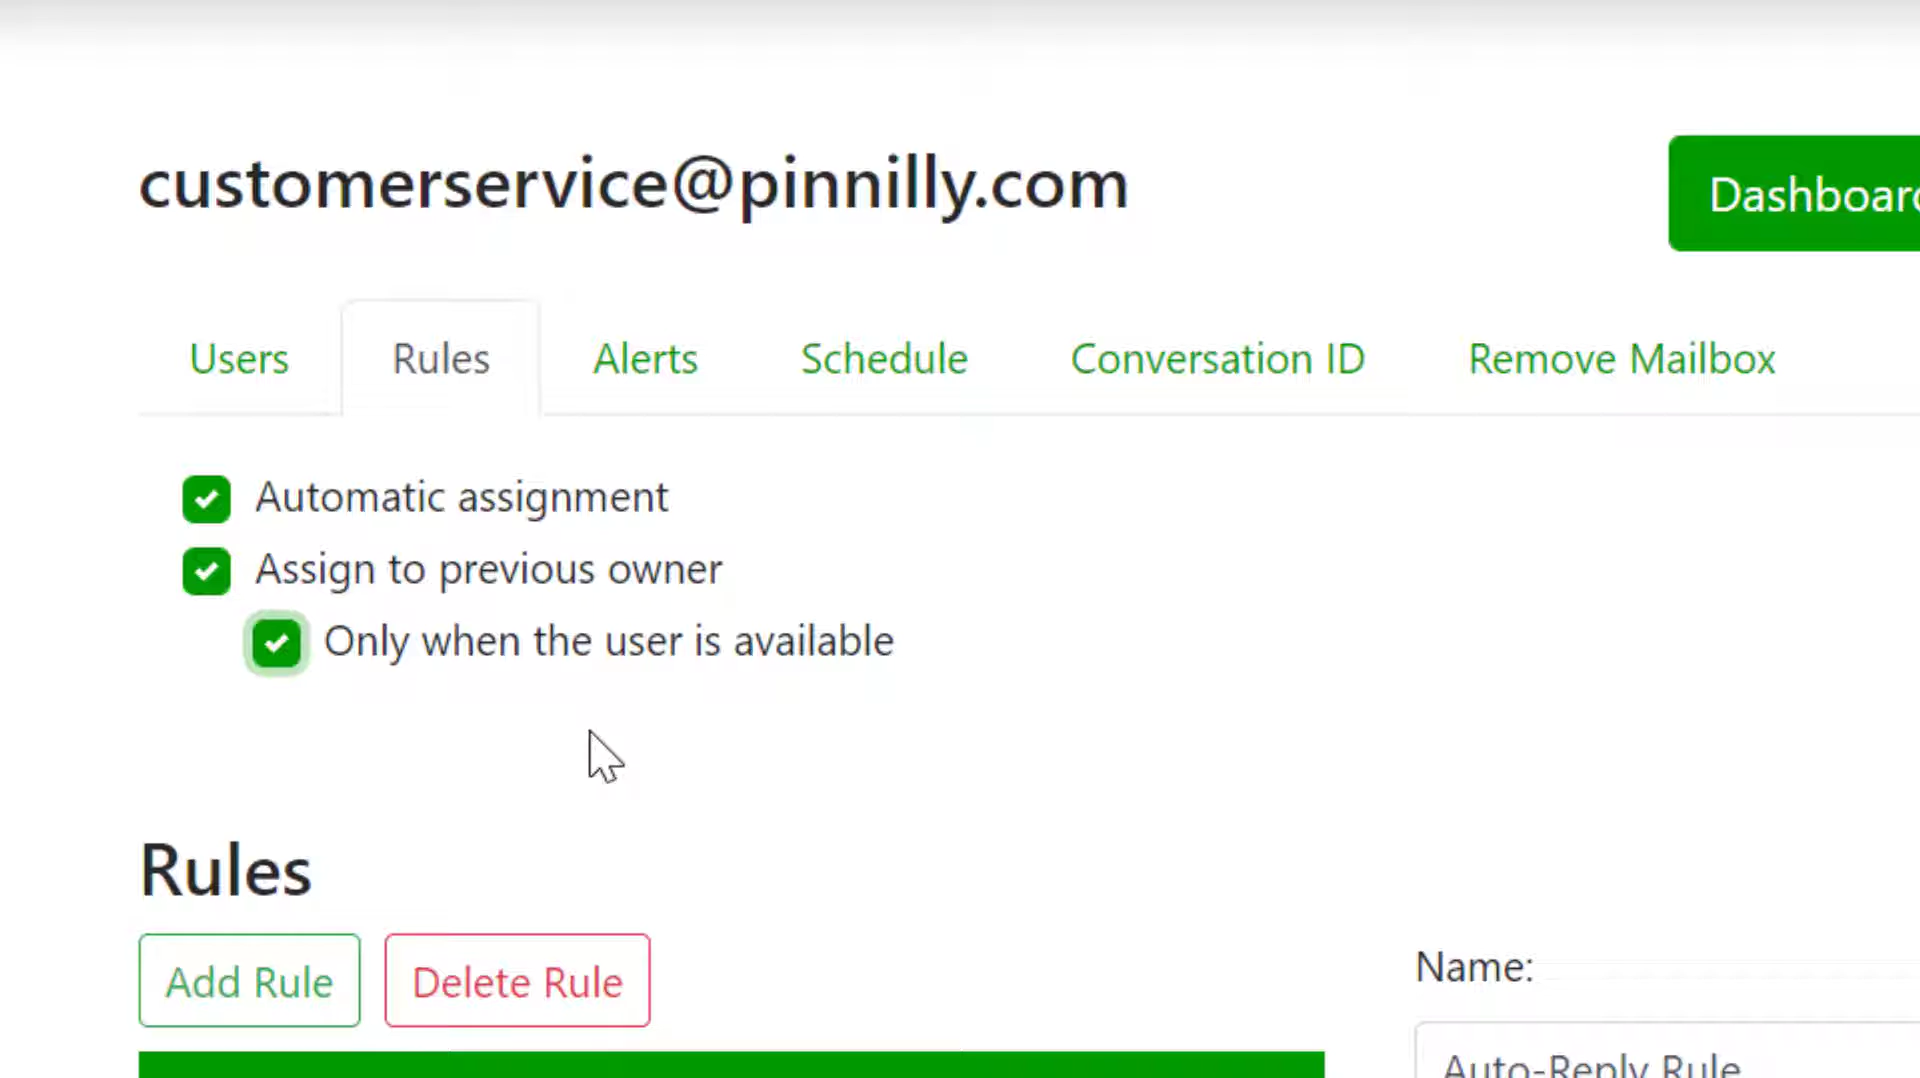 customerservice@pinnilly.com
Dashboard
Users Rules Alerts Schedule Conversation ID Remove Mailbox
Automatic assignment
Assign to previous owner
Only when the user is available
Rules
Add Rule Delete Rule
Name:
Auto-Reply Rule